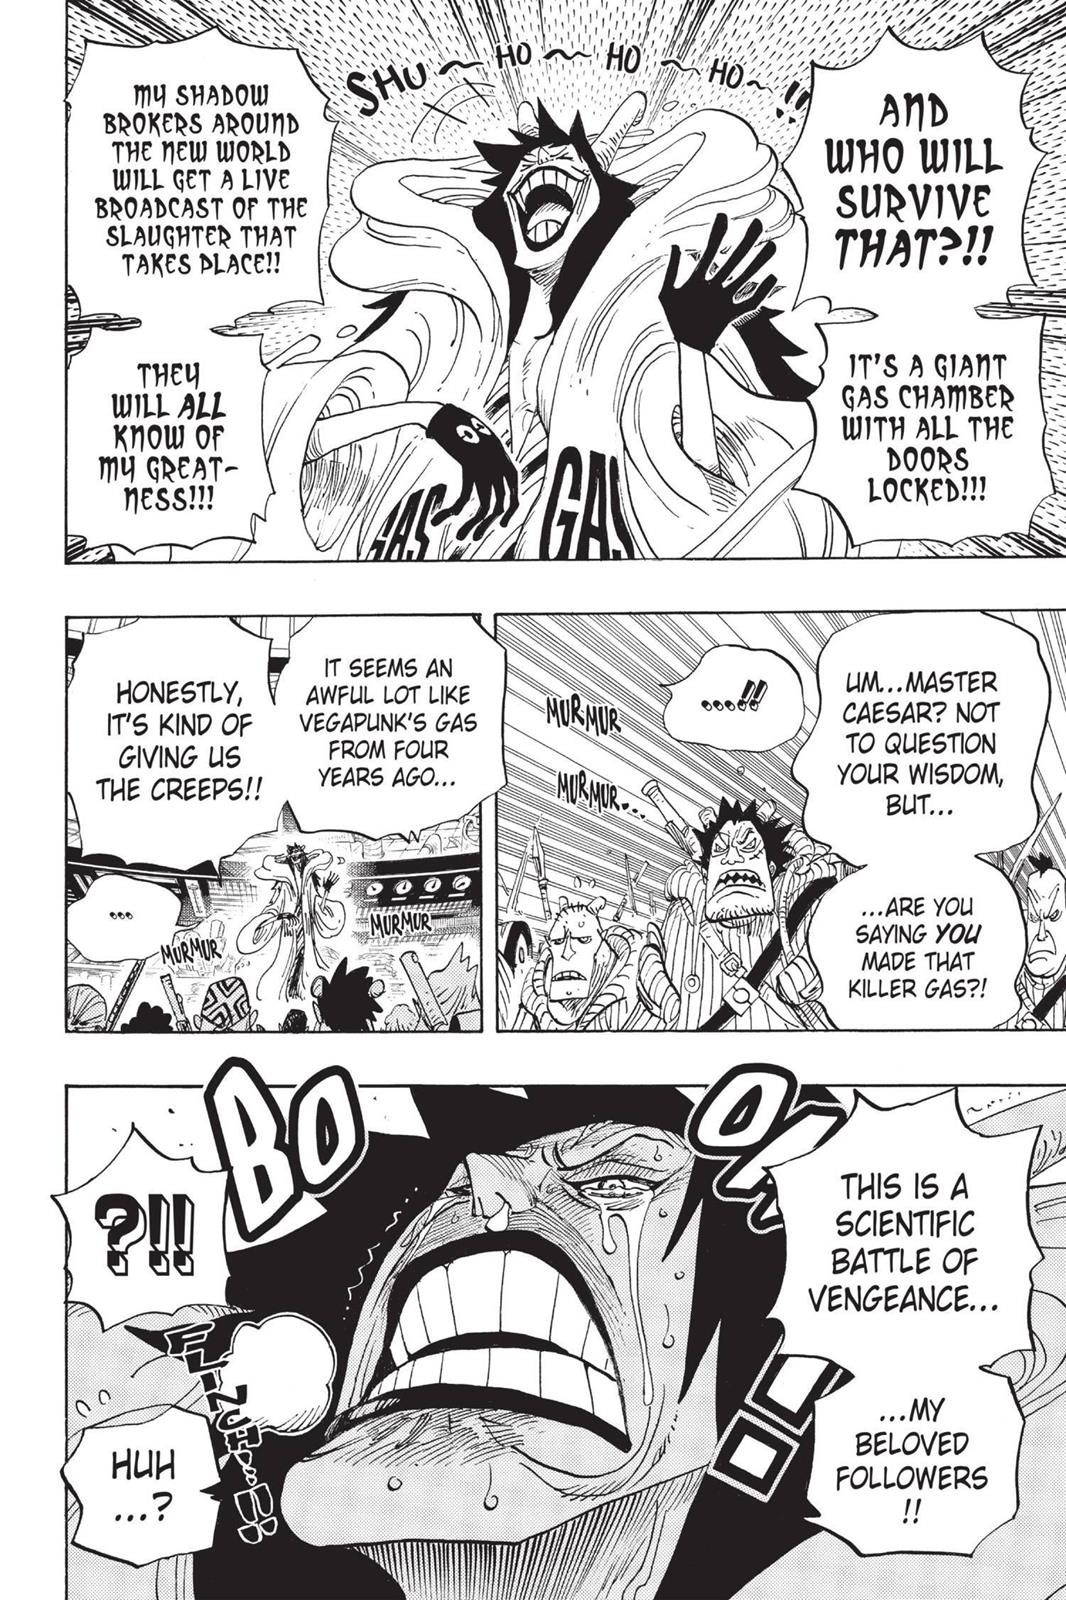 AND
WHO WILL
SURVIVE
THAT?!!
IT'S A GIANT
GAS CHAMBER
WITH ALL THE
DOORS
LOCKED!!!
SHU~HO~HO~HO~!!
MY SHADOW
BROKERS AROUND
THE NEW WORLD
WILL GET A LIVE
BROADCAST OF THE
SLAUGHTER THAT
TAKES PLACE!!
THEY
WILL ALL
KNOW OF
MY GREAT-
NESS!!!
GAS
GAS
UM...MASTER
CAESAR? NOT
TO QUESTION
YOUR WISDOM,
BUT...
...ARE YOU
SAYING YOU
MADE THAT
KILLER GAS?!
....!!
MURMUR
MURMUR...
IT SEEMS AN
AWFUL LOT LIKE
VEGAPUNK'S GAS
FROM FOUR
YEARS AGO...
HONESTLY,
IT'S KIND OF
GIVING US
THE CREEPS!!
...
MURMUR
MURMUR
THIS IS A
SCIENTIFIC
BATTLE OF
VENGEANCE...
...MY
BELOVED
FOLLOWERS
!!
BOOM!
?!!
FLINCH...!!
HUH
...?